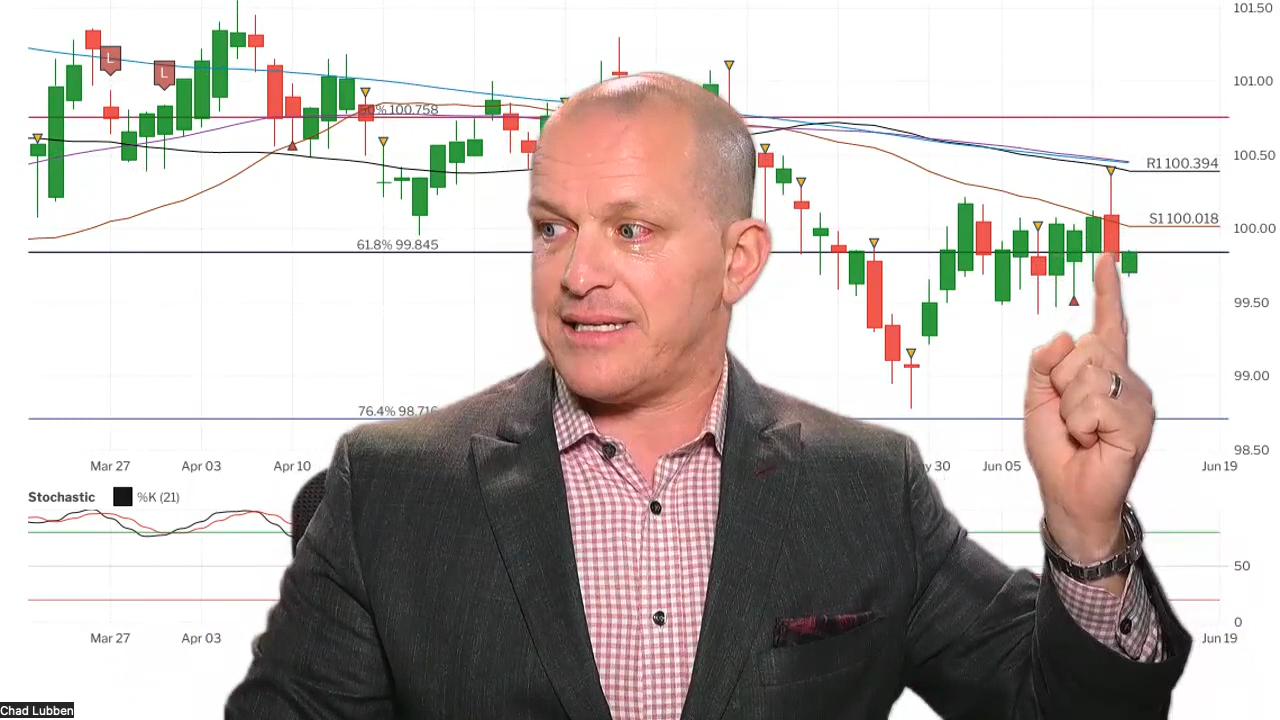 101.50
L
L
101.00
50% 100.758
100.50
R1 100.394
S1 100.018
100.00
61.8% 99.845
99.50
99.00
76.4% 98.716
98.50
Mar 27
Apr 03
Apr 10
y 30
Jun 05
Jun 19
Stochastic
%K (21)
50
0
Mar 27
Apr 03
Jun 19
Chad Lubben